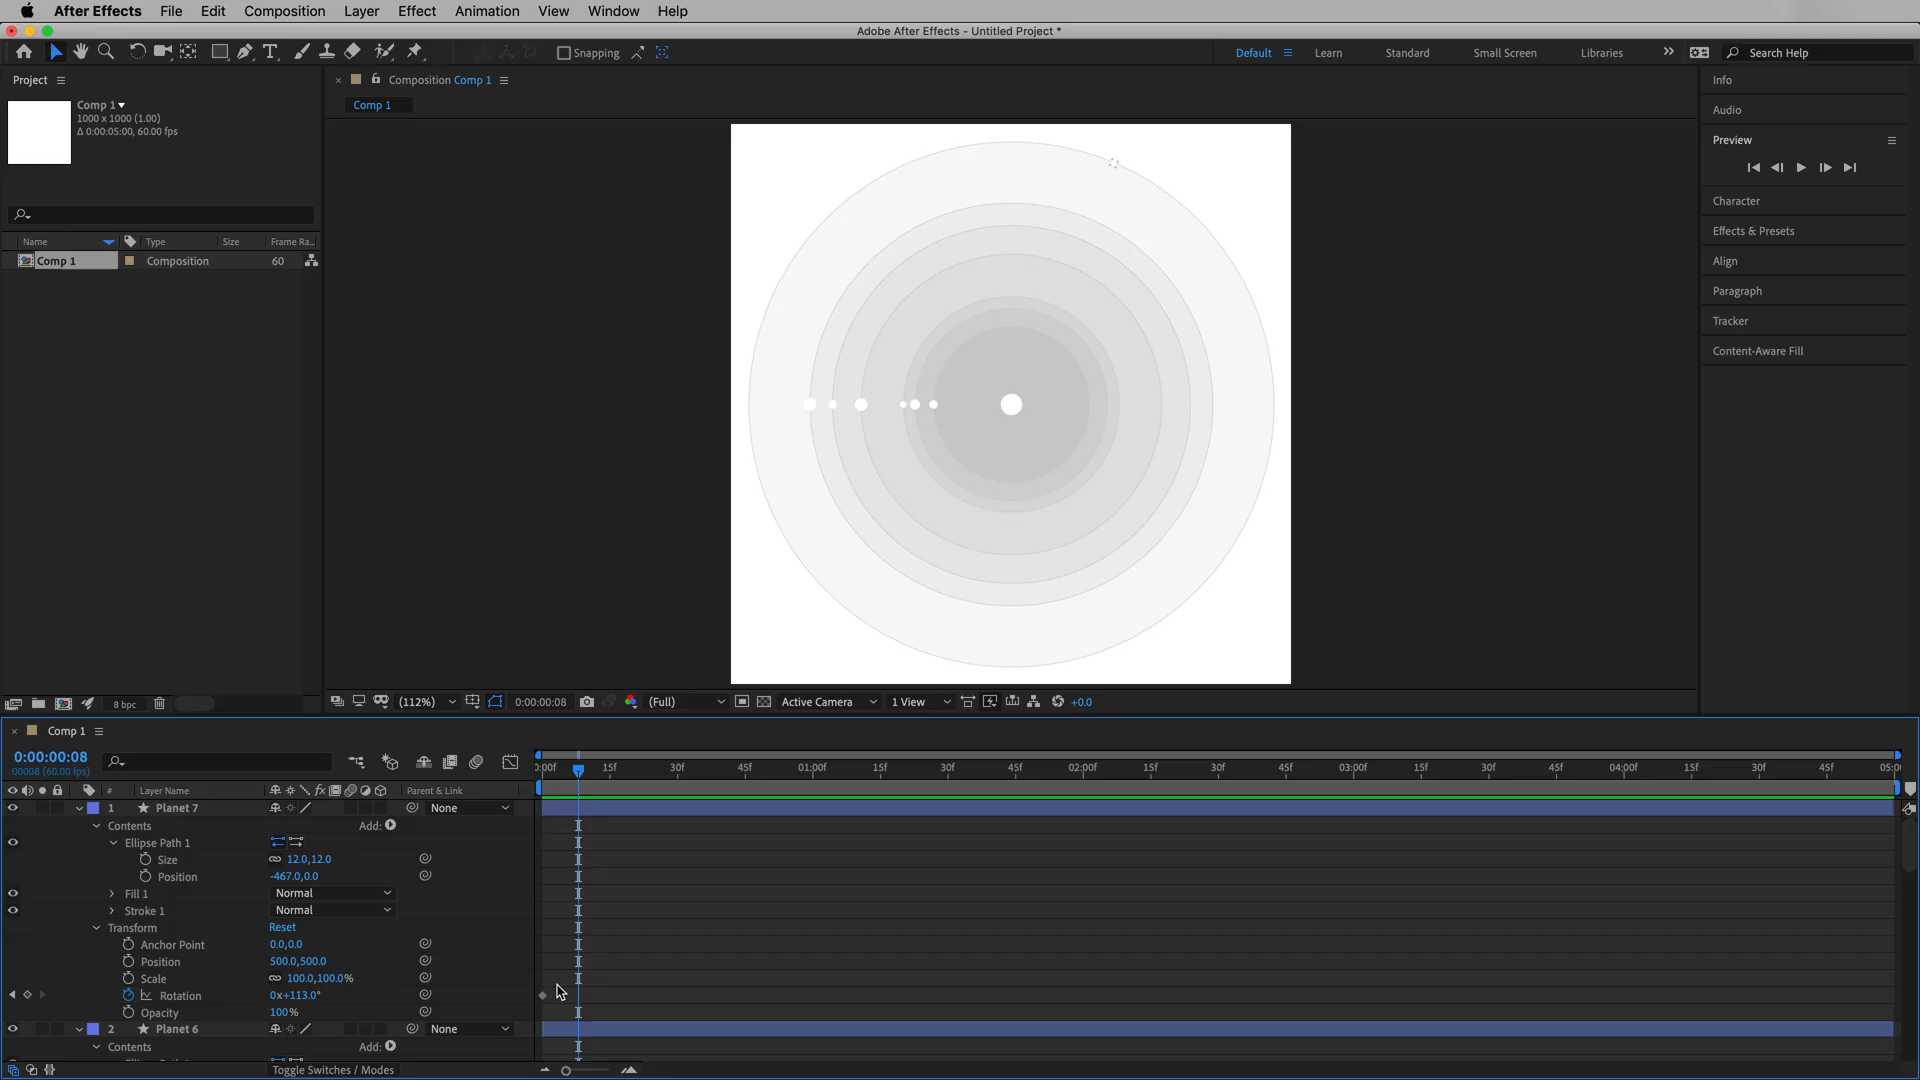 After Effects File Edit Composition Layer Effect Animation View Window Help
Adobe After Effects - Untitled Project *
Snapping Default Learn Standard Small Screen Libraries Search Help
Project
Comp 1
1000 x 1000 (1.00)
Δ 0:00:05:00, 60.00 fps
Name Type Size Frame Ra...
Comp 1 Composition 60
8 bpc
Composition Comp 1
Comp 1
(112%) 0:00:00:08 (Full) Active Camera 1 View +0.0
Info
Audio
Preview
Character
Effects & Presets
Align
Paragraph
Tracker
Content-Aware Fill
Comp 1
0:00:00:08
00008 (60.00 fps)
0:00f 15f 30f 45f 01:00f 15f 30f 45f 02:00f 15f 30f 45f 03:00f 15f 30f 45f 04:00f 15f 30f 45f 05:0
# Layer Name fx Parent & Link
1 Planet 7 None
Contents Add:
Ellipse Path 1
Size 12.0,12.0
Position -467.0,0.0
Fill 1 Normal
Stroke 1 Normal
Transform Reset
Anchor Point 0.0,0.0
Position 500.0,500.0
Scale 100.0,100.0%
Rotation 0x+113.0°
Opacity 100%
2 Planet 6 None
Contents Add:
Toggle Switches / Modes